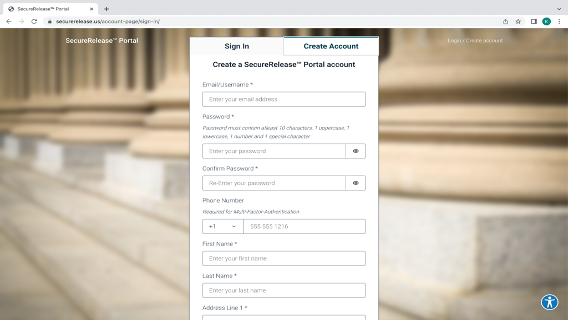 SecureRelease™ Portal
securerelease.us/account-page/sign-in/
K
SecureRelease™ Portal
Login / Create account
Sign In
Create Account
Create a SecureRelease™ Portal account
Email/Username *
Enter your email address
Password *
Password must contain atleast 10 characters, 1 uppercase, 1
lowercase, 1 number and 1 special character
Enter your password
Confirm Password *
Re-Enter your password
Phone Number
Required for Multi-Factor-Authentication
+1
555 555 1216
First Name *
Enter your first name
Last Name *
Enter your last name
Address Line 1 *